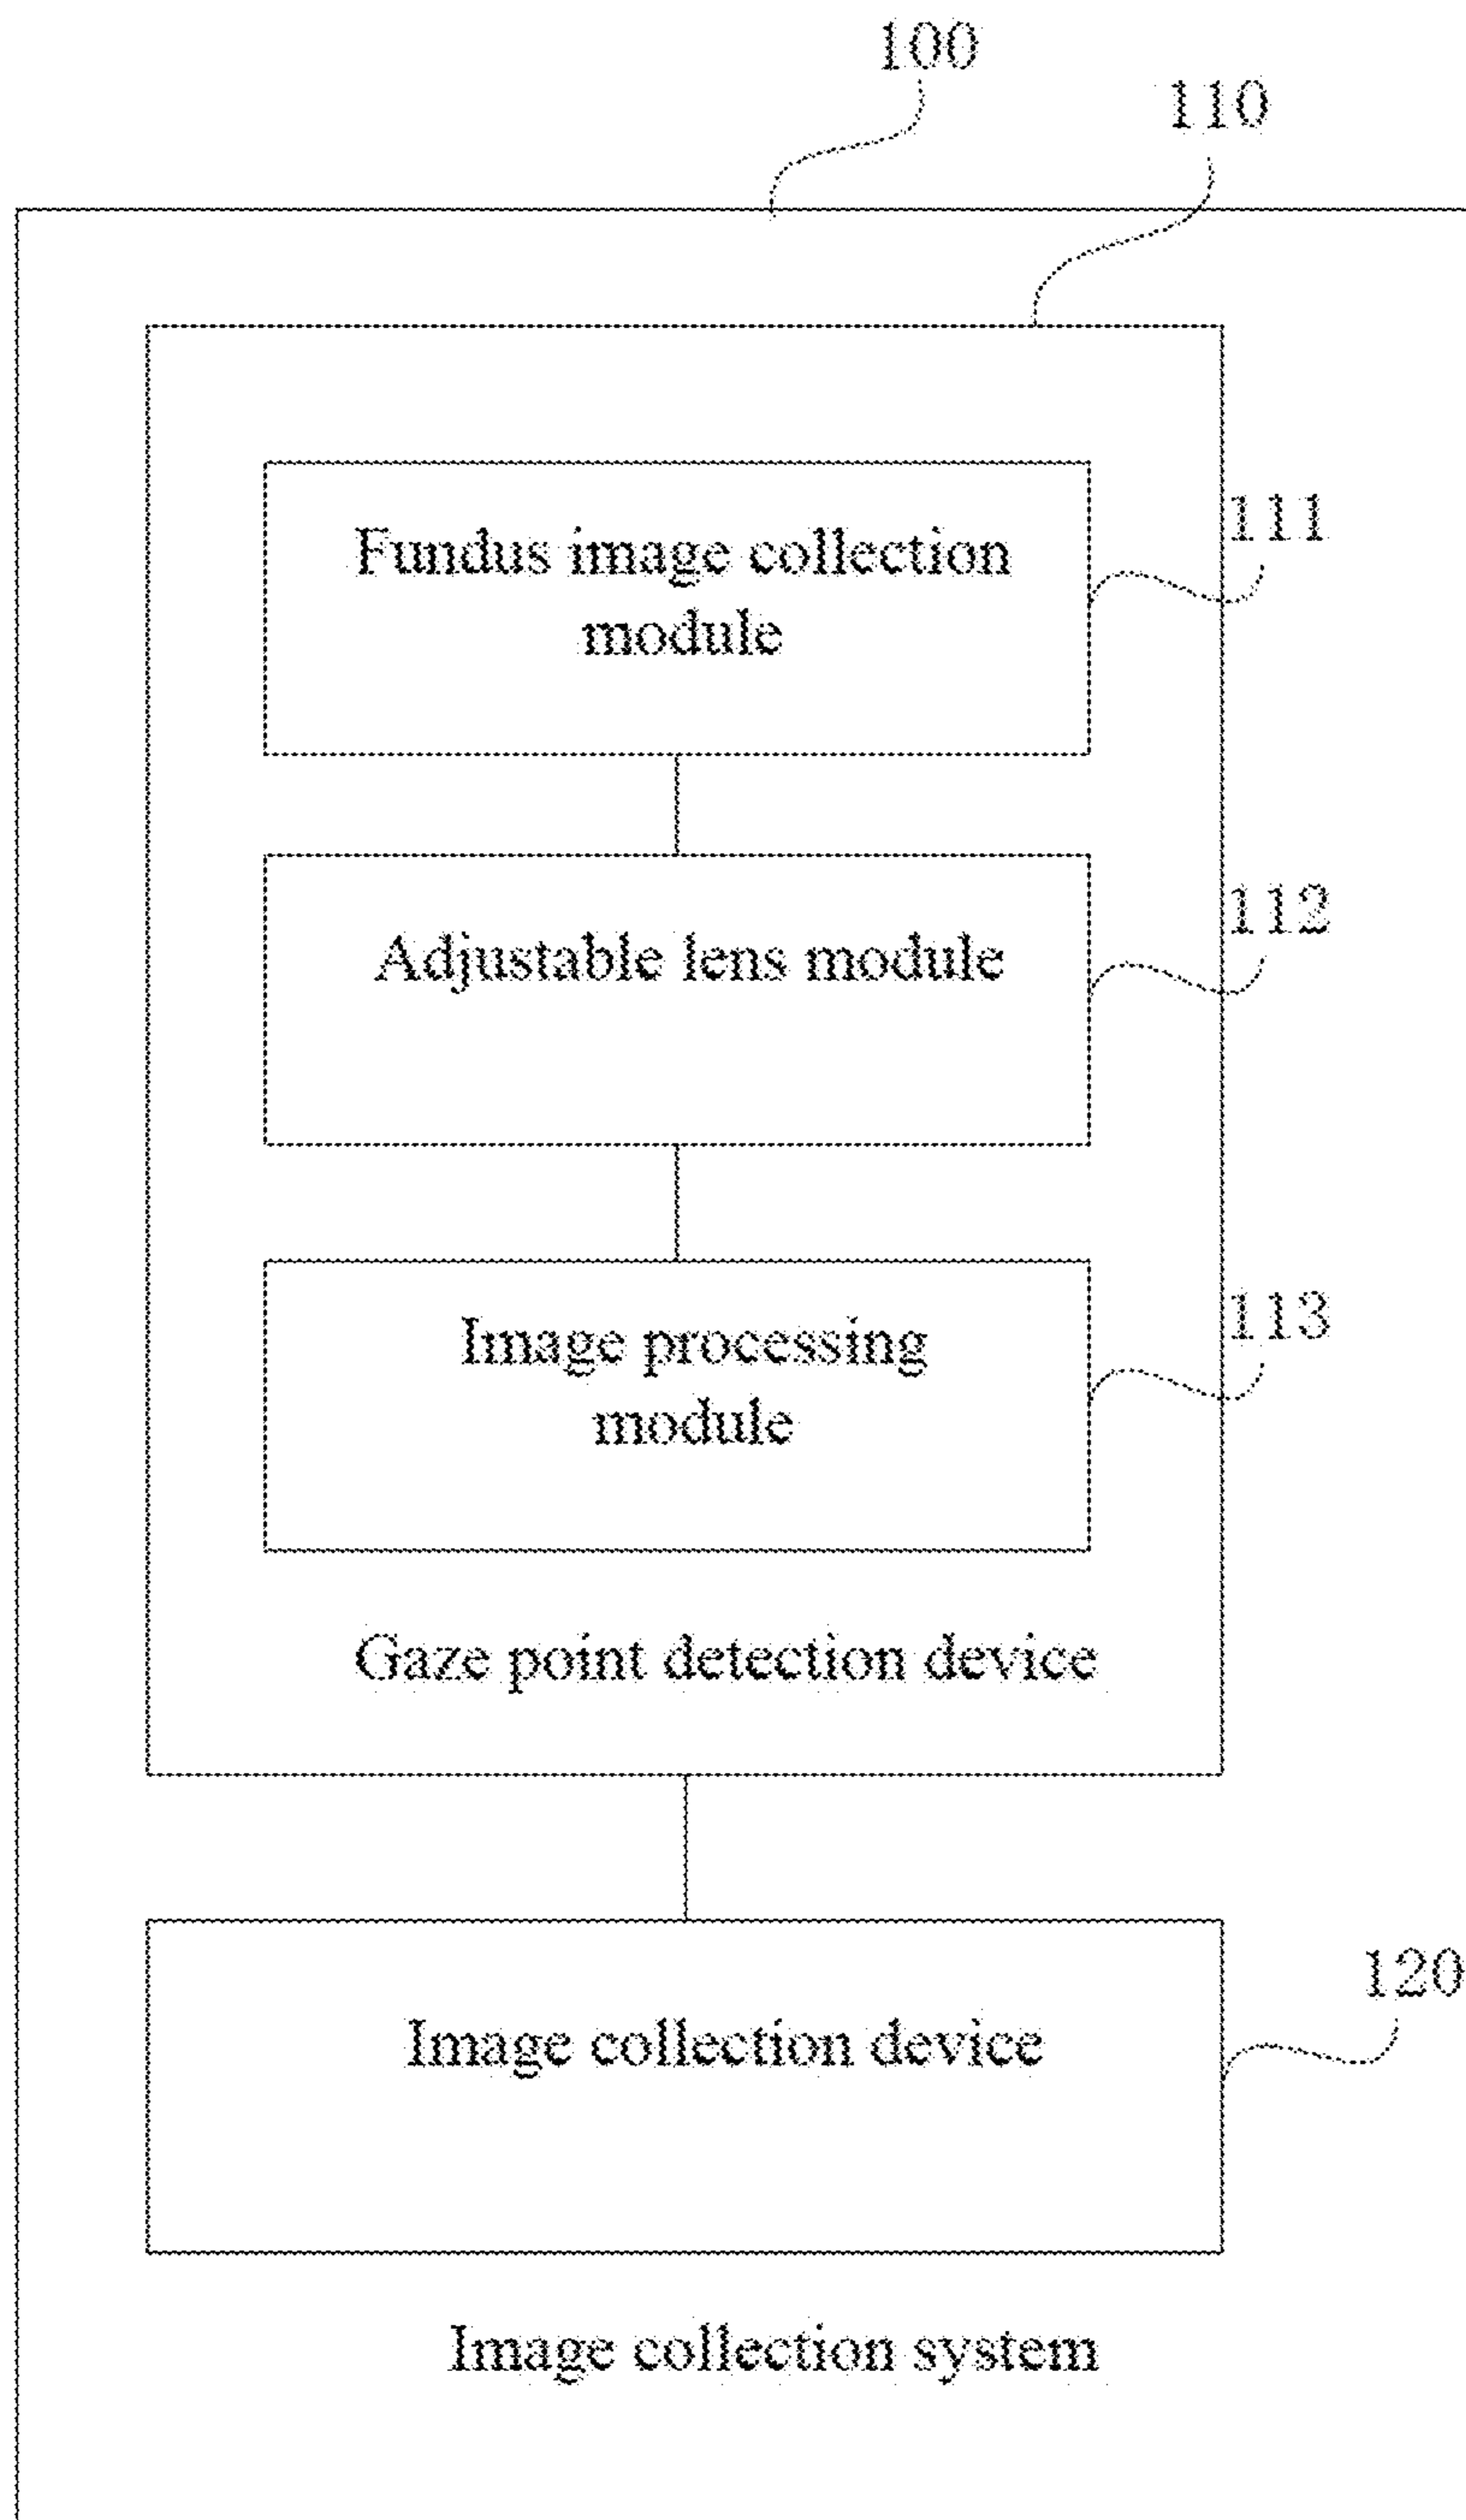 100
110
Fundus image collection
module
111
Adjustable lens module
112
Image processing
module
113
Gaze point detection device
Image collection device
120
Image collection system